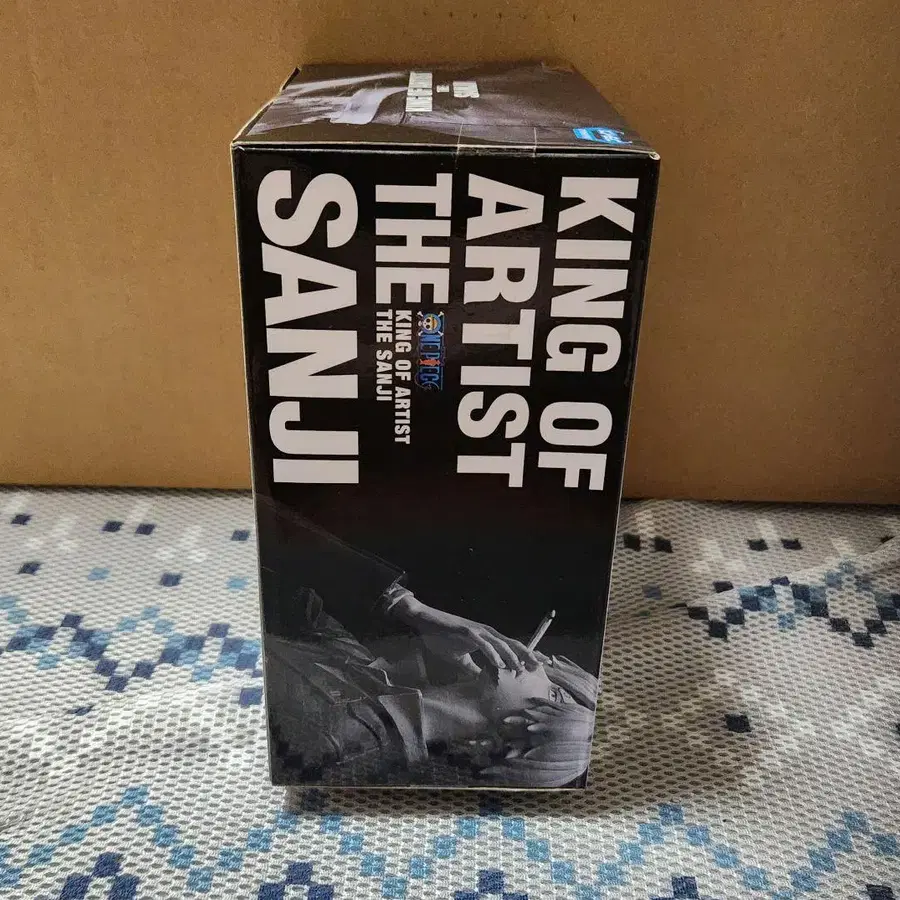 KING OF
ARTIST
THE
SANJI
ONE PIECE
KING OF ARTIST
THE SANJI